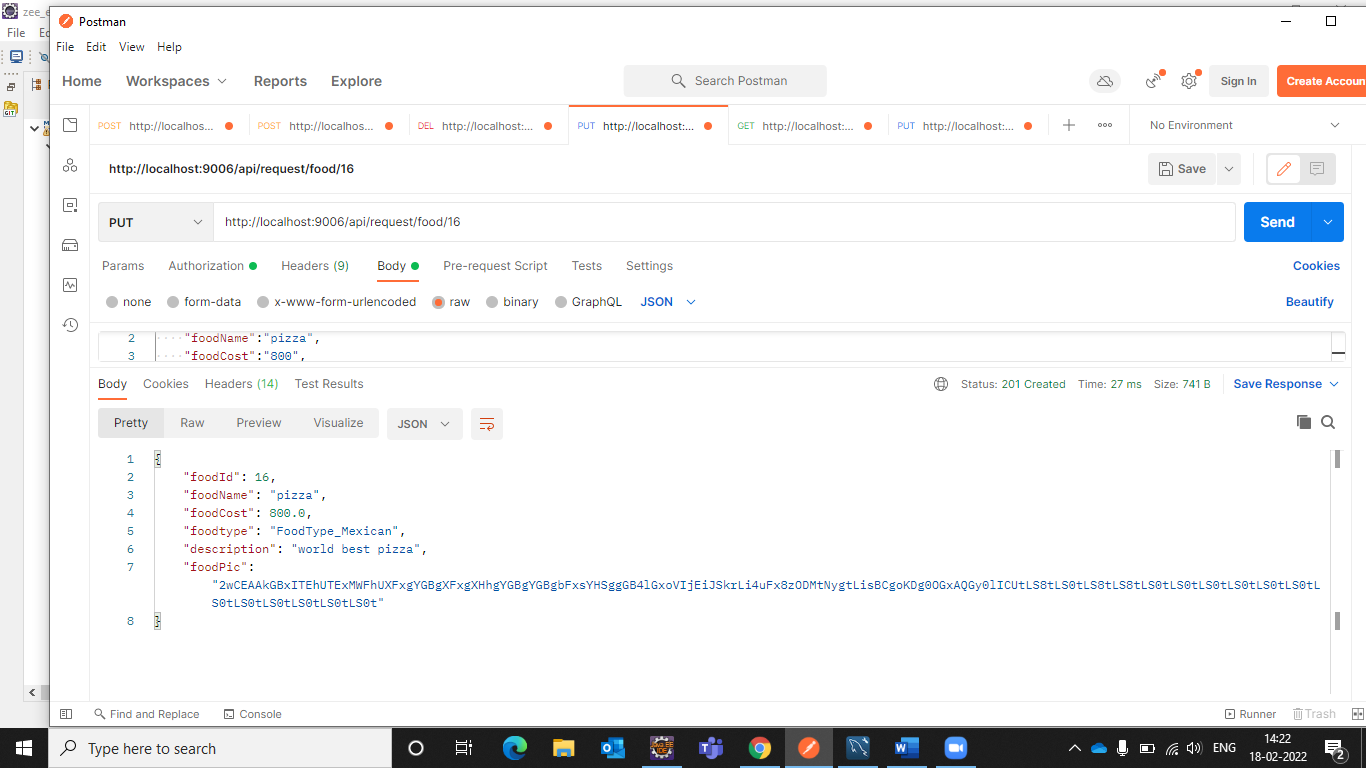 zee_e
Postman
File Ed
File Edit View Help
Home Workspaces Reports Explore Search Postman Sign In Create Accoun
POST http://localhos... POST http://localhos... DEL http://localhost:... PUT http://localhost:... GET http://localhost:... PUT http://localhost:... No Environment
http://localhost:9006/api/request/food/16 Save
PUT http://localhost:9006/api/request/food/16 Send
Params Authorization Headers (9) Body Pre-request Script Tests Settings Cookies
none form-data x-www-form-urlencoded raw binary GraphQL JSON Beautify
2 "foodName":"pizza",
3 "foodCost":"800",
Body Cookies Headers (14) Test Results Status: 201 Created Time: 27 ms Size: 741 B Save Response
Pretty Raw Preview Visualize JSON
1 {
2 "foodId": 16,
3 "foodName": "pizza",
4 "foodCost": 800.0,
5 "foodtype": "FoodType_Mexican",
6 "description": "world best pizza",
7 "foodPic":
"2wCEAAkGBxITEhUTExMWFhUXFxgYGBgXFxgXHhgYGBgYGBgbFxsYHSggGB4lGxoVIjEiJSkrLi4uFx8zODMtNygtLisBCgoKDg0OGxAQGy0lICUtLS8tLS0tLS8tLS8tLS0tLS0tLS0tLS0tLS0tLS0tL
S0tLS0tLS0tLS0tLS0tLS0t"
8 }
Find and Replace Console Runner Trash
Type here to search ENG 14:22
18-02-2022 2